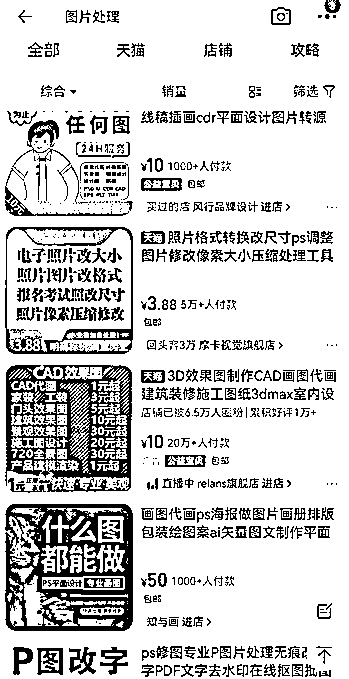 图片处理
全部 天猫 店铺 攻略
综合 销量 筛选
任何图
24H服务
线稿插画cdr平面设计图片转源
¥10 1000+人付款
公益宝贝 包邮
买过的店 风行品牌设计 进店>
电子照片改大小
照片图片改格式
报名考试照改尺寸
照片像素压缩修改
3.88
天猫 照片格式转换改尺寸ps调整
图片修改像素大小压缩处理工具
¥3.88 5万+人付款
包邮
回头客3万 摩卡视觉旗舰店>
CAD效果图
CAD代画 1元起
家装 工装 3元起
门头效果图 5元起
建筑效果图 10元起
景观效果图 30元起
施工图设计 20元起
720全景图 30元起
产品建模渲染 1元起
天猫 3D效果图制作CAD画图代画
建筑装修施工图纸3dmax室内设
店铺已被6.5万人围粉 | 累积好评1万+
¥10 20万+人付款
广告 公益宝贝 包邮
直播中 relans旗舰店 进店>
什么图
都能做
PS平面设计 专业画图
画图代画ps海报做图片画册排版
包装绘图案ai矢量图文制作平面
¥50 1000+人付款
包邮
知与画 进店>
P图改字
ps修图专业P图片处理无痕改
字PDF文字去水印在线抠图批